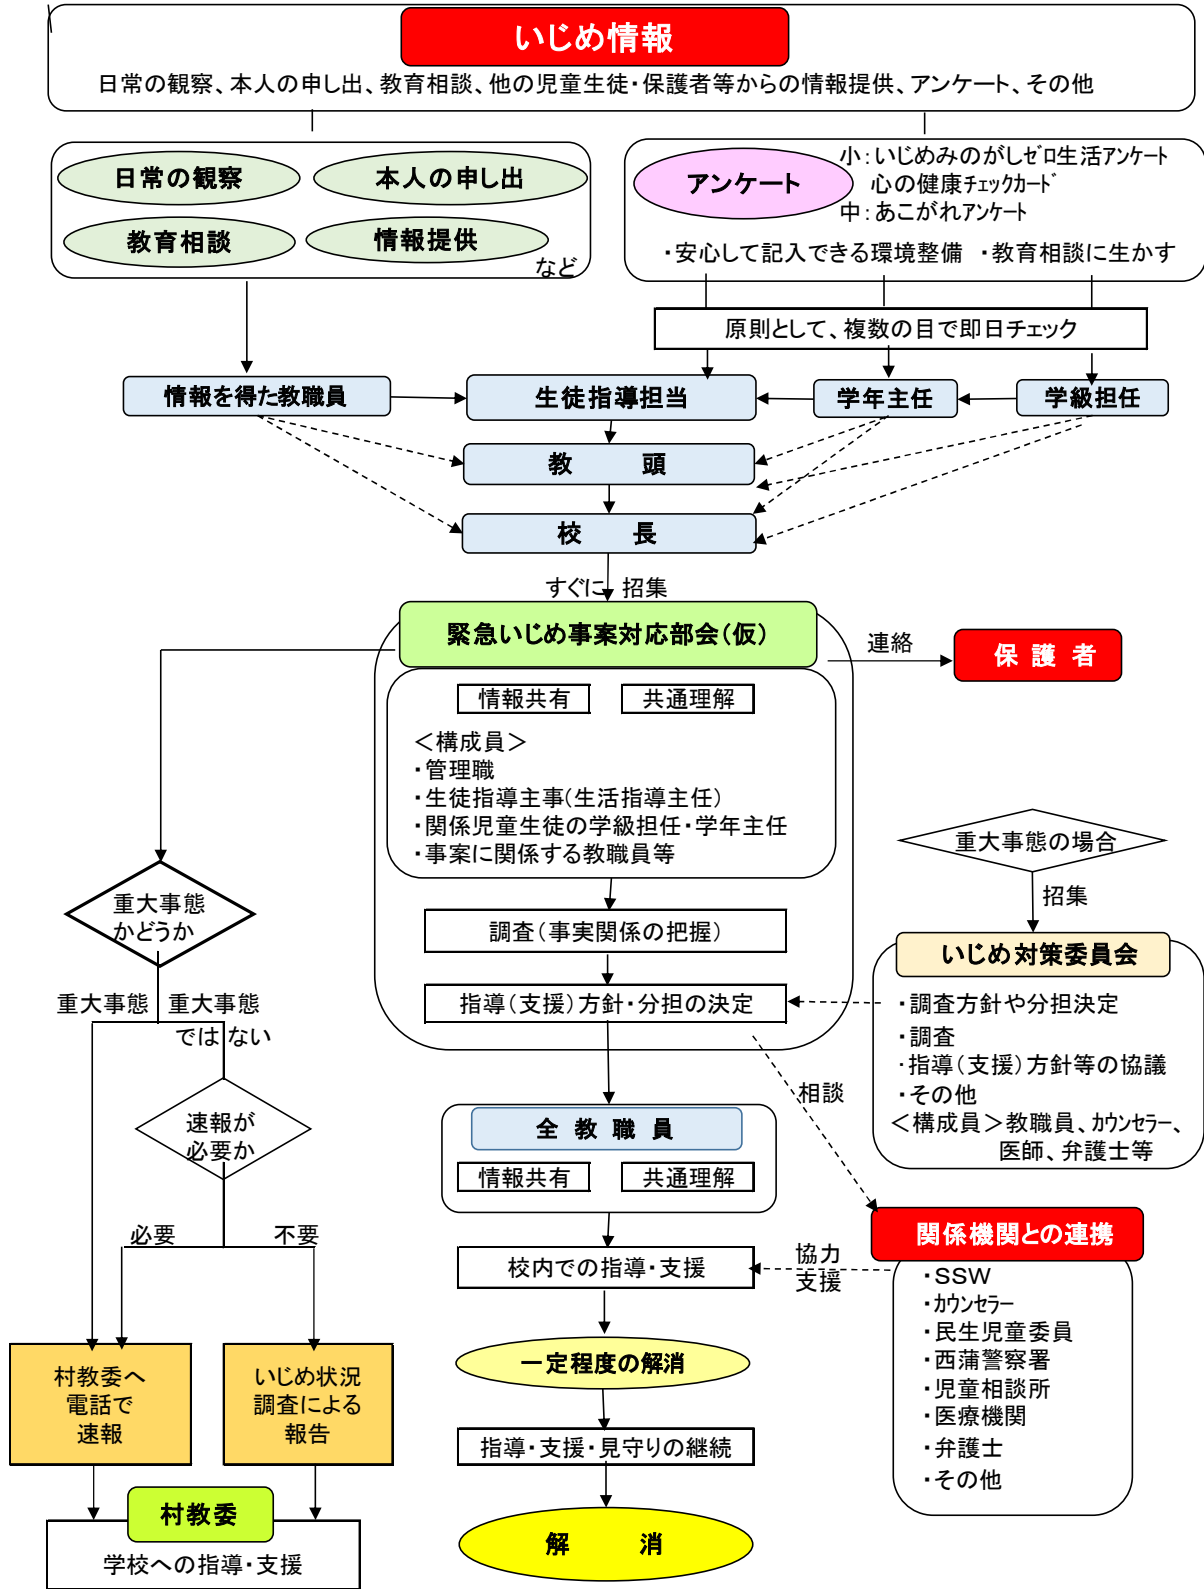 いじめ情報
日常の観察、本人の申し出、教育相談、他の児童生徒・保護者等からの情報提供、アンケート、その他
日常の観察
本人の申し出
教育相談
情報提供
など
アンケート
小：いじめみのがしゼロ生活アンケート
心の健康チェックカード
中：あこがれアンケート
・安心して記入できる環境整備 ・教育相談に生かす
原則として、複数の目で即日チェック
情報を得た教職員
生徒指導担当
学年主任
学級担任
教 頭
校 長
すぐに 招集
緊急いじめ事案対応部会（仮）
連絡
保 護 者
情報共有
共通理解
＜構成員＞
・管理職
・生徒指導主事（生活指導主任）
・関係児童生徒の学級担任・学年主任
・事案に関係する教職員等
調査（事実関係の把握）
指導（支援）方針・分担の決定
重大事態の場合
招集
いじめ対策委員会
・調査方針や分担決定
・調査
・指導（支援）方針等の協議
・その他
＜構成員＞教職員、カウンセラー、
医師、弁護士等
重大事態
かどうか
重大事態
重大事態
では ない
速報が
必要か
必要
不要
相談
全 教 職 員
情報共有
共通理解
校内での指導・支援
協力
支援
関係機関との連携
・SSW
・カウンセラー
・民生児童委員
・西蒲警察署
・児童相談所
・医療機関
・弁護士
・その他
一定程度の解消
指導・支援・見守りの継続
解 消
村教委へ
電話で
速報
いじめ状況
調査による
報告
村教委
学校への指導・支援